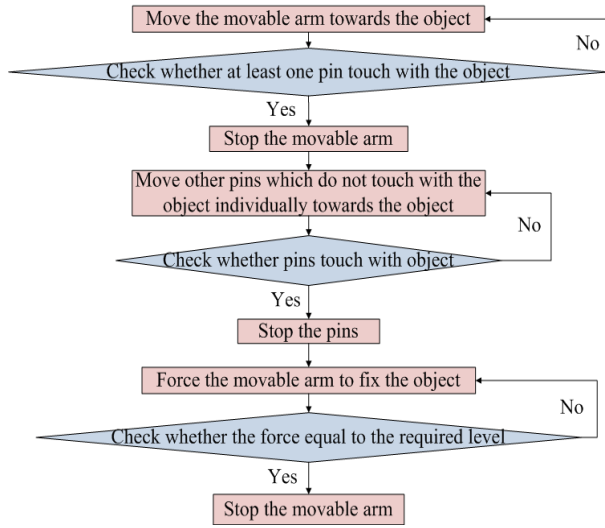 Move the movable arm towards the object
No
Check whether at least one pin touch with the object
Yes
Stop the movable arm
Move other pins which do not touch with the
object individually towards the object
No
Check whether pins touch with object
Yes
Stop the pins
Force the movable arm to fix the object
No
Check whether the force equal to the required level
Yes
Stop the movable arm